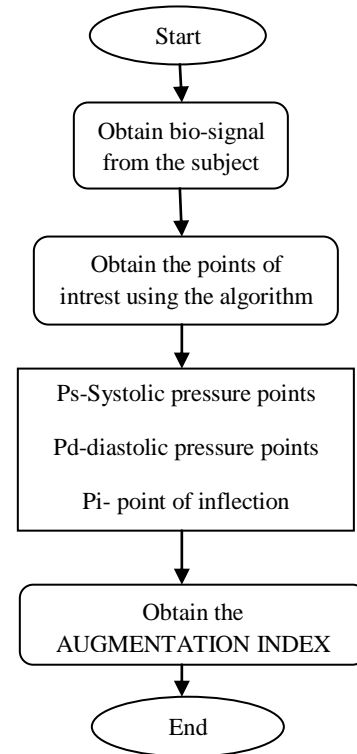 Start
Obtain bio-signal
from the subject
Obtain the points of
intrest using the algorithm
Ps-Systolic pressure points
Pd-diastolic pressure points
Pi- point of inflection
Obtain the
AUGMENTATION INDEX
End